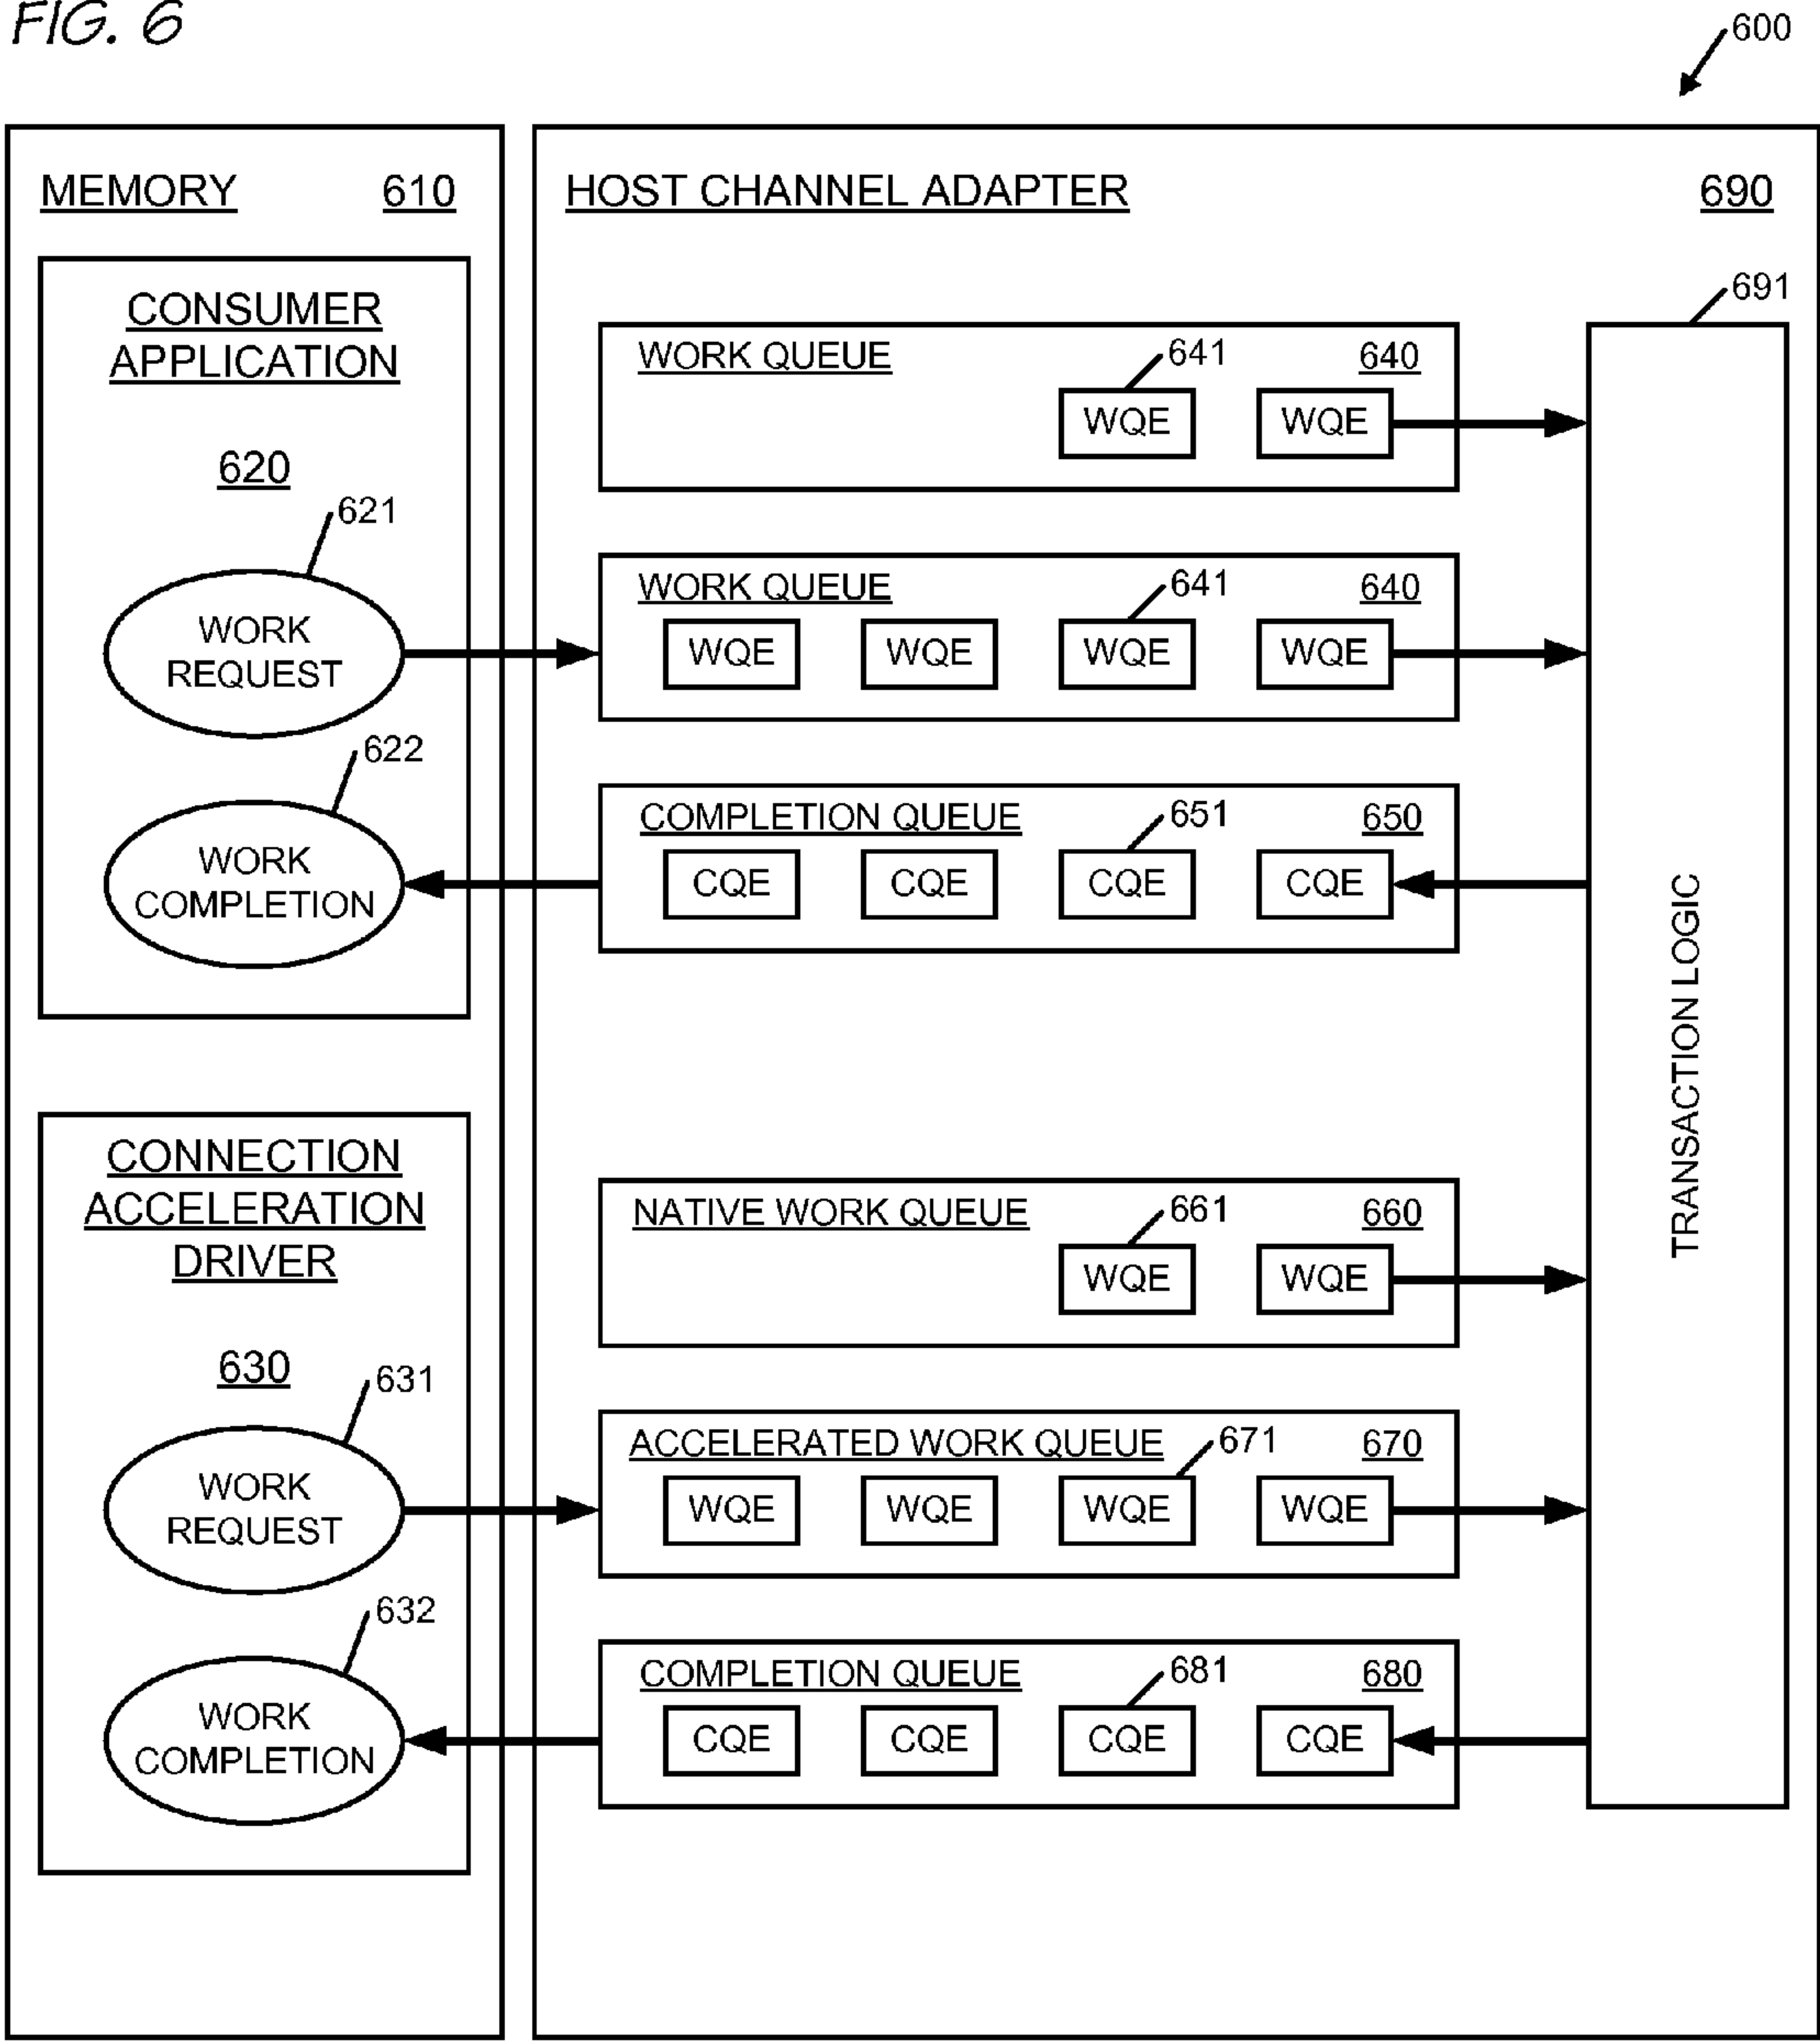 FIG. 6
600
MEMORY 610
CONSUMER
APPLICATION
620
621
WORK
REQUEST
622
WORK
COMPLETION
CONNECTION
ACCELERATION
DRIVER
630
631
WORK
REQUEST
632
WORK
COMPLETION
HOST CHANNEL ADAPTER 690
WORK QUEUE 641 640
WQE WQE
WORK QUEUE 641 640
WQE WQE WQE WQE
COMPLETION QUEUE 651 650
CQE CQE CQE CQE
NATIVE WORK QUEUE 661 660
WQE WQE
ACCELERATED WORK QUEUE 671 670
WQE WQE WQE WQE
COMPLETION QUEUE 681 680
CQE CQE CQE CQE
691
TRANSACTION LOGIC